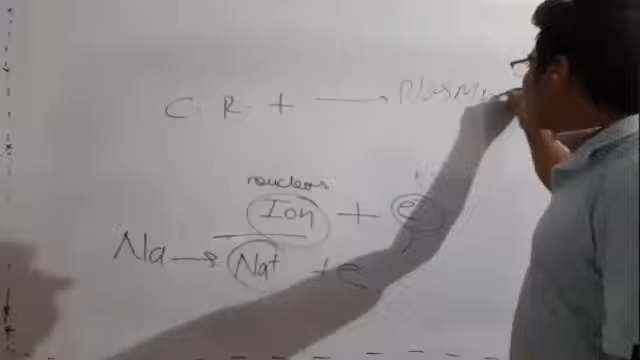 C. R. + ⟶ Plasma
nucleus
Ion + e
Na → Na⁺ + e